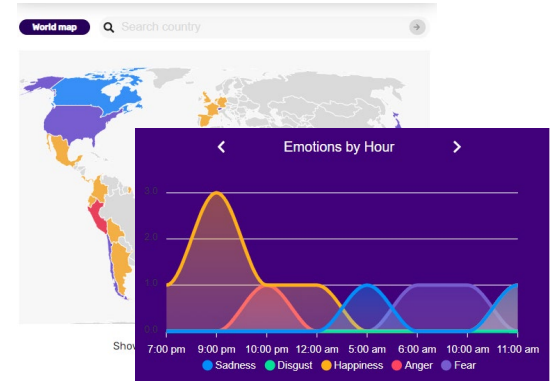 World map
Search country
Emotions by Hour
3.0
2.0
1.0
0.0
Show
7:00 pm 9:00 pm 10:00 pm 12:00 am 5:00 am 6:00 am 10:00 am 11:00 am
Sadness Disgust Happiness Anger Fear